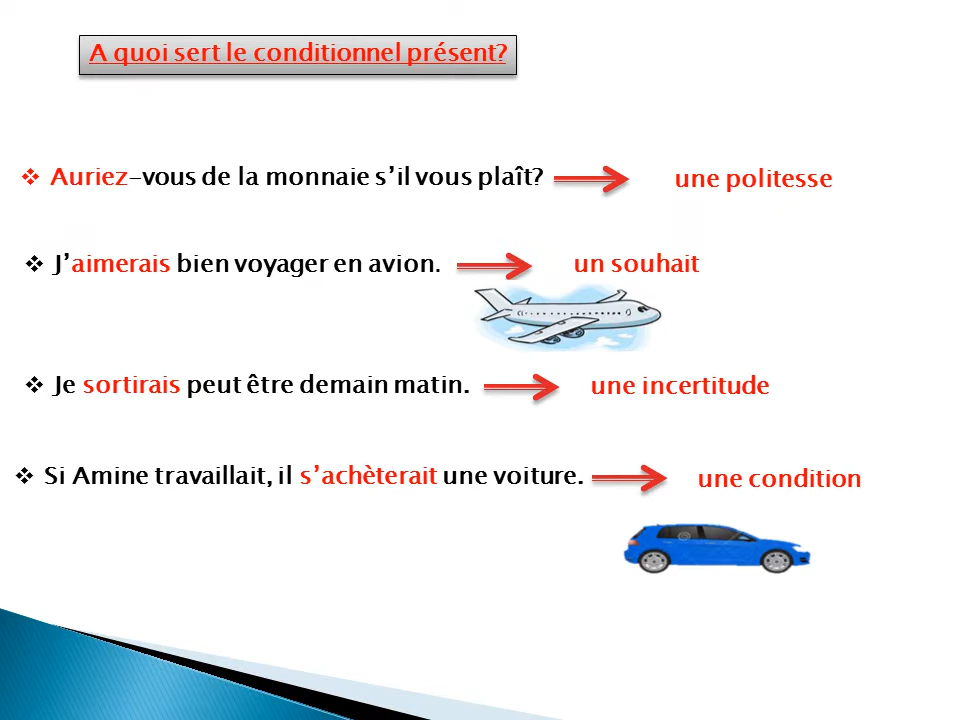 A quoi sert le conditionnel présent?
❖ Auriez-vous de la monnaie s’il vous plaît? une politesse
❖ J’aimerais bien voyager en avion. un souhait
❖ Je sortirais peut être demain matin. une incertitude
❖ Si Amine travaillait, il s’achèterait une voiture. une condition